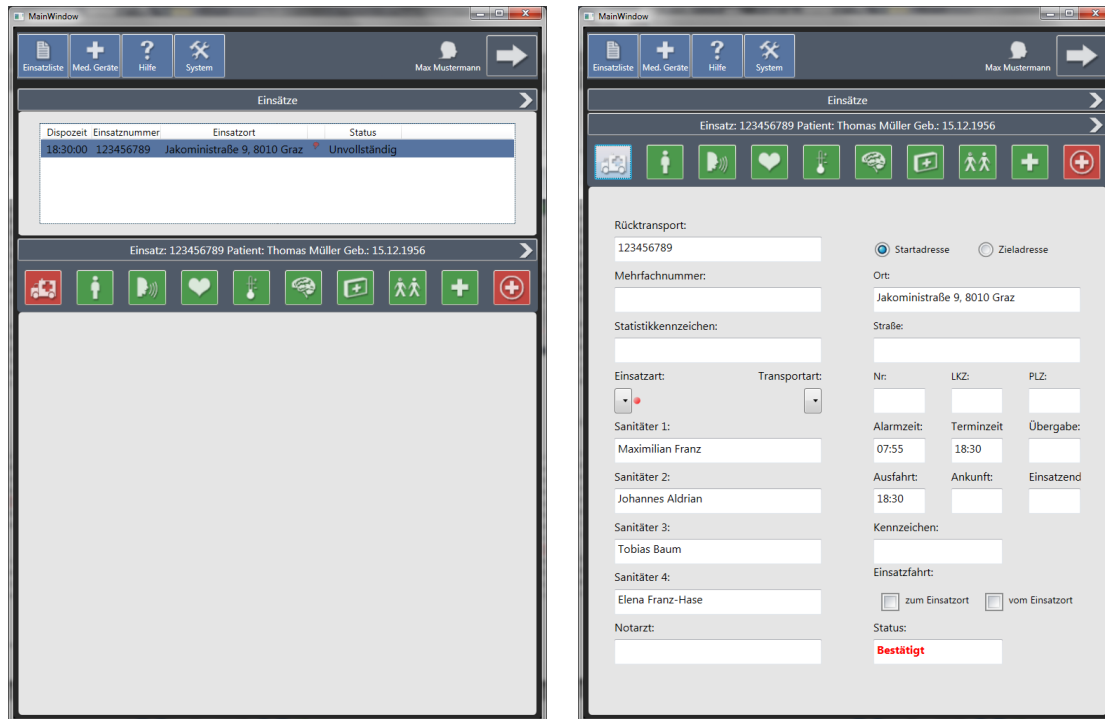 MainWindow
Einsatzliste Med. Geräte Hilfe System Max Mustermann
Einsätze
Dispozeit Einsatznummer Einsatzort Status
18:30:00 123456789 Jakoministraße 9, 8010 Graz Unvollständig
Einsatz: 123456789 Patient: Thomas Müller Geb.: 15.12.1956
MainWindow
Einsatzliste Med. Geräte Hilfe System Max Mustermann
Einsätze
Einsatz: 123456789 Patient: Thomas Müller Geb.: 15.12.1956
Rücktransport:
123456789 Startadresse Zieladresse
Mehrfachnummer: Ort:
Jakoministraße 9, 8010 Graz
Statistikkennzeichen: Straße:
Einsatzart: Transportart: Nr: LKZ: PLZ:
Sanitäter 1: Alarmzeit: Terminzeit Übergabe:
Maximilian Franz 07:55 18:30
Sanitäter 2: Ausfahrt: Ankunft: Einsatzend
Johannes Aldrian 18:30
Sanitäter 3: Kennzeichen:
Tobias Baum
Sanitäter 4: Einsatzfahrt:
Elena Franz-Hase zum Einsatzort vom Einsatzort
Notarzt: Status:
Bestätigt